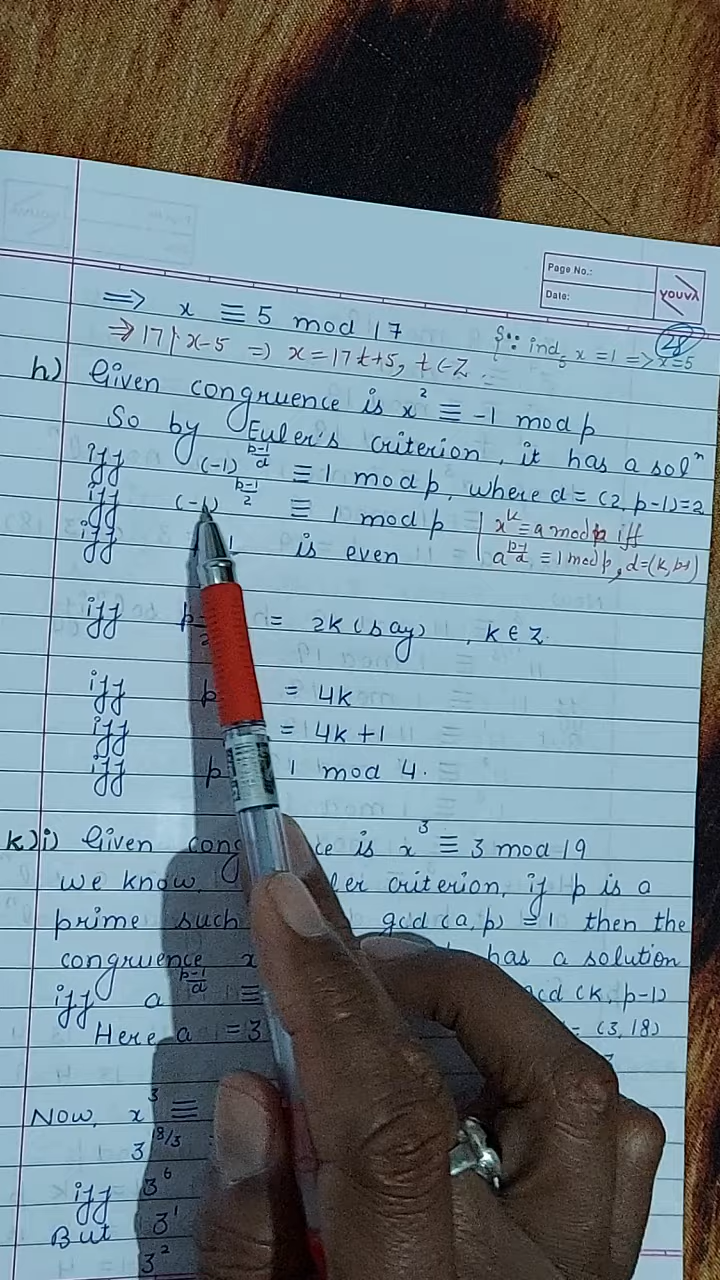 Page No.:
Date:
youva
28
=> x ≡ 5 mod 17 {∵ ind₅ x = 1 => x=5
=> 17 | x-5 => x = 17t+5, t ∈ Z.
h) Given congruence is x² ≡ -1 mod p
So by Euler's criterion, it has a solⁿ
iff (-1)^(p-1)/d ≡ 1 mod p, where d = (2, p-1)=2
iff (-1)^(p-1)/2 ≡ 1 mod p | x^k ≡ a mod p iff
iff is even | a^(p-1)/d ≡ 1 mod p, d=(k, p-1)
iff = 2k (say), k ∈ Z.
iff p = 4k
iff = 4k+1
iff p 1 mod 4.
k) i) Given ce is x³ ≡ 3 mod 19
we know, criterion, if p is a
prime such gcd (a, p) = 1 then the
congruence x has a solution
iff a^(p-1)/d ≡ gcd (k, p-1)
Here a = 3 = (3, 18)
Now, x³ ≡
3^18/3
iff 3⁶
But 3¹
3²